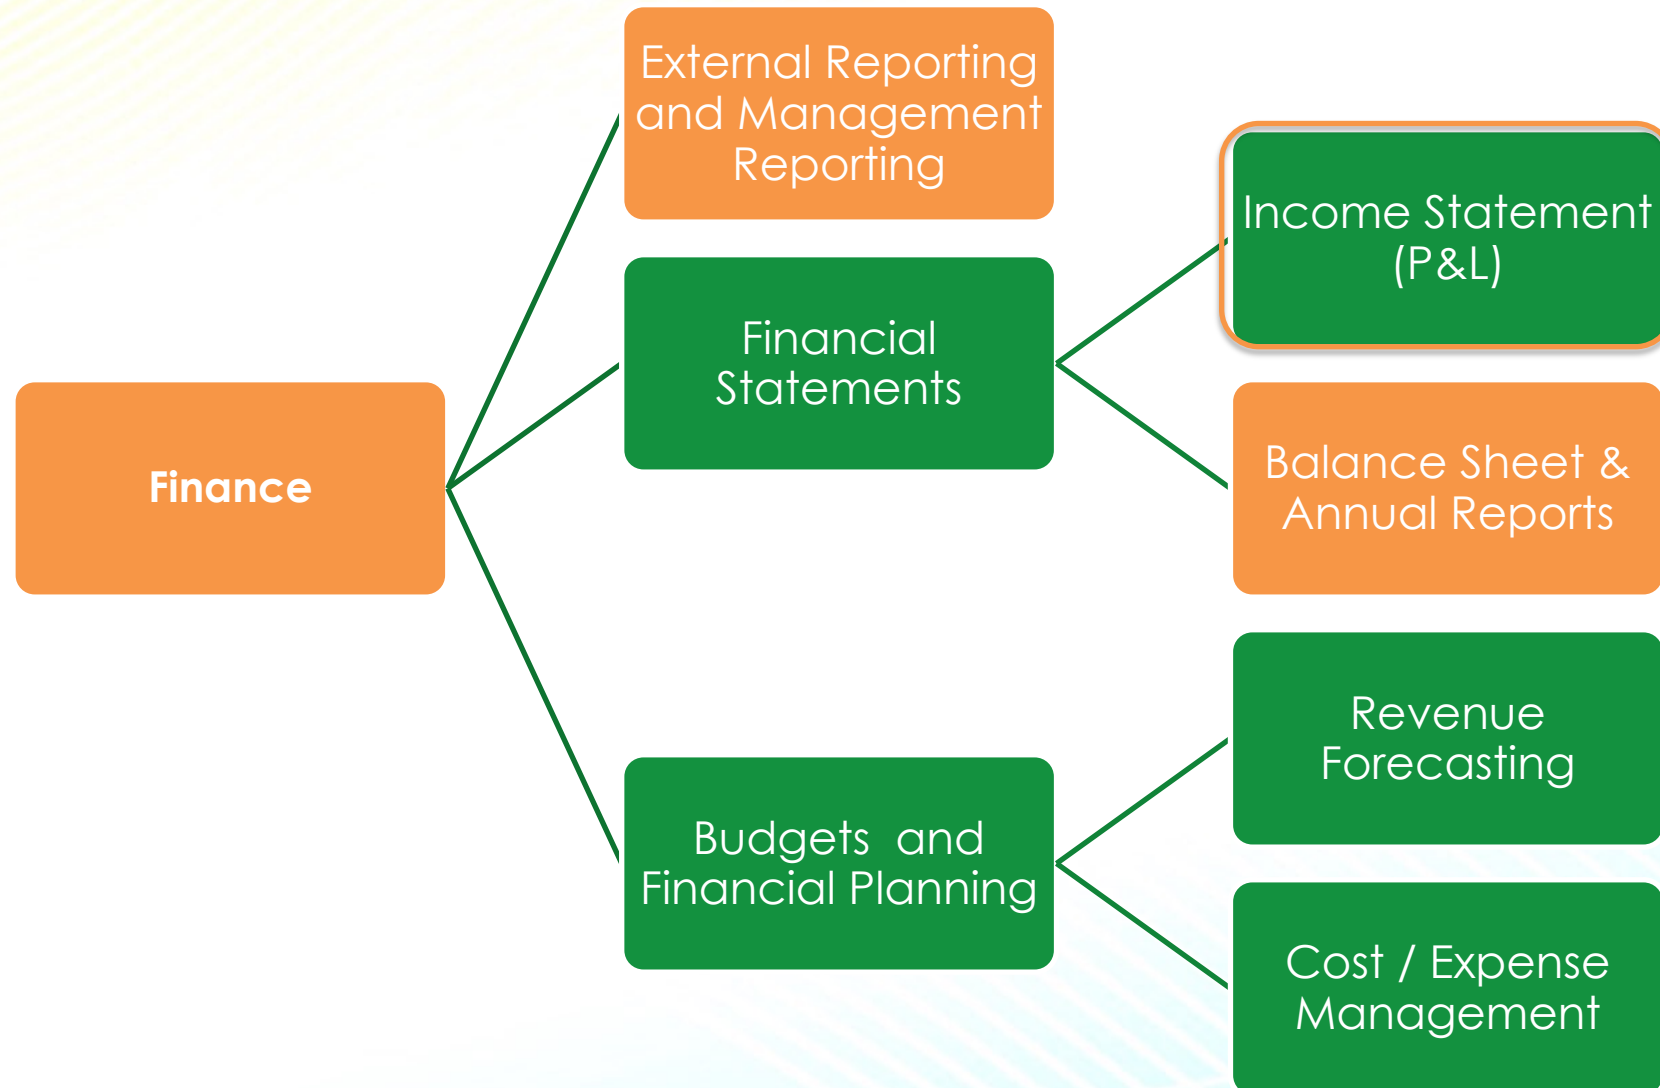 Finance
External Reporting
and Management
Reporting
Financial
Statements
Budgets  and
Financial Planning
Income Statement
(P&L)
Balance Sheet &
Annual Reports
Revenue
Forecasting
Cost / Expense
Management